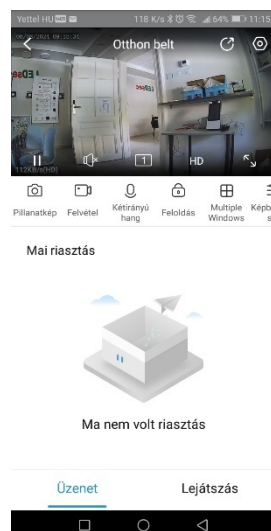 Yettel HU 118 K/s 64% 11:15
Otthon belt
1
HD
112KB/s(HD)
Pillanatkép Felvétel Kétirányú hang Feloldás Multiple Windows
Mai riasztás
Ma nem volt riasztás
Üzenet Lejátszás